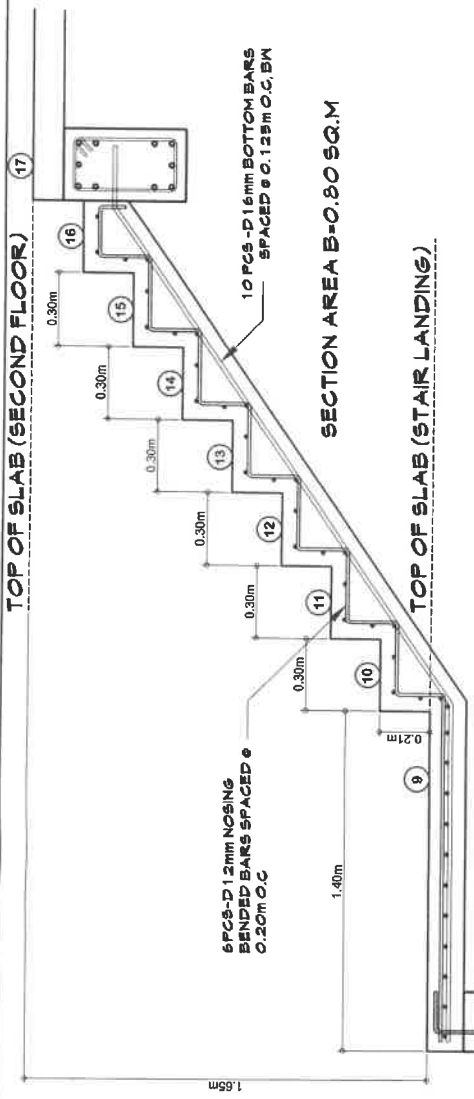 TOP OF SLAB (SECOND FLOOR)
17
16
0.30m
15
0.30m
14
0.30m
13
0.30m
12
0.30m
11
0.30m
10
0.21m
9
1.40m
1.65m
6PCS-D12mm NOSING
BENDED BARS SPACED @
0.20m O.C
10 PCS -D16mm BOTTOM BARS
SPACED @ 0.125m O.C, BW
SECTION AREA B=0.80 SQ.M
TOP OF SLAB (STAIR LANDING)